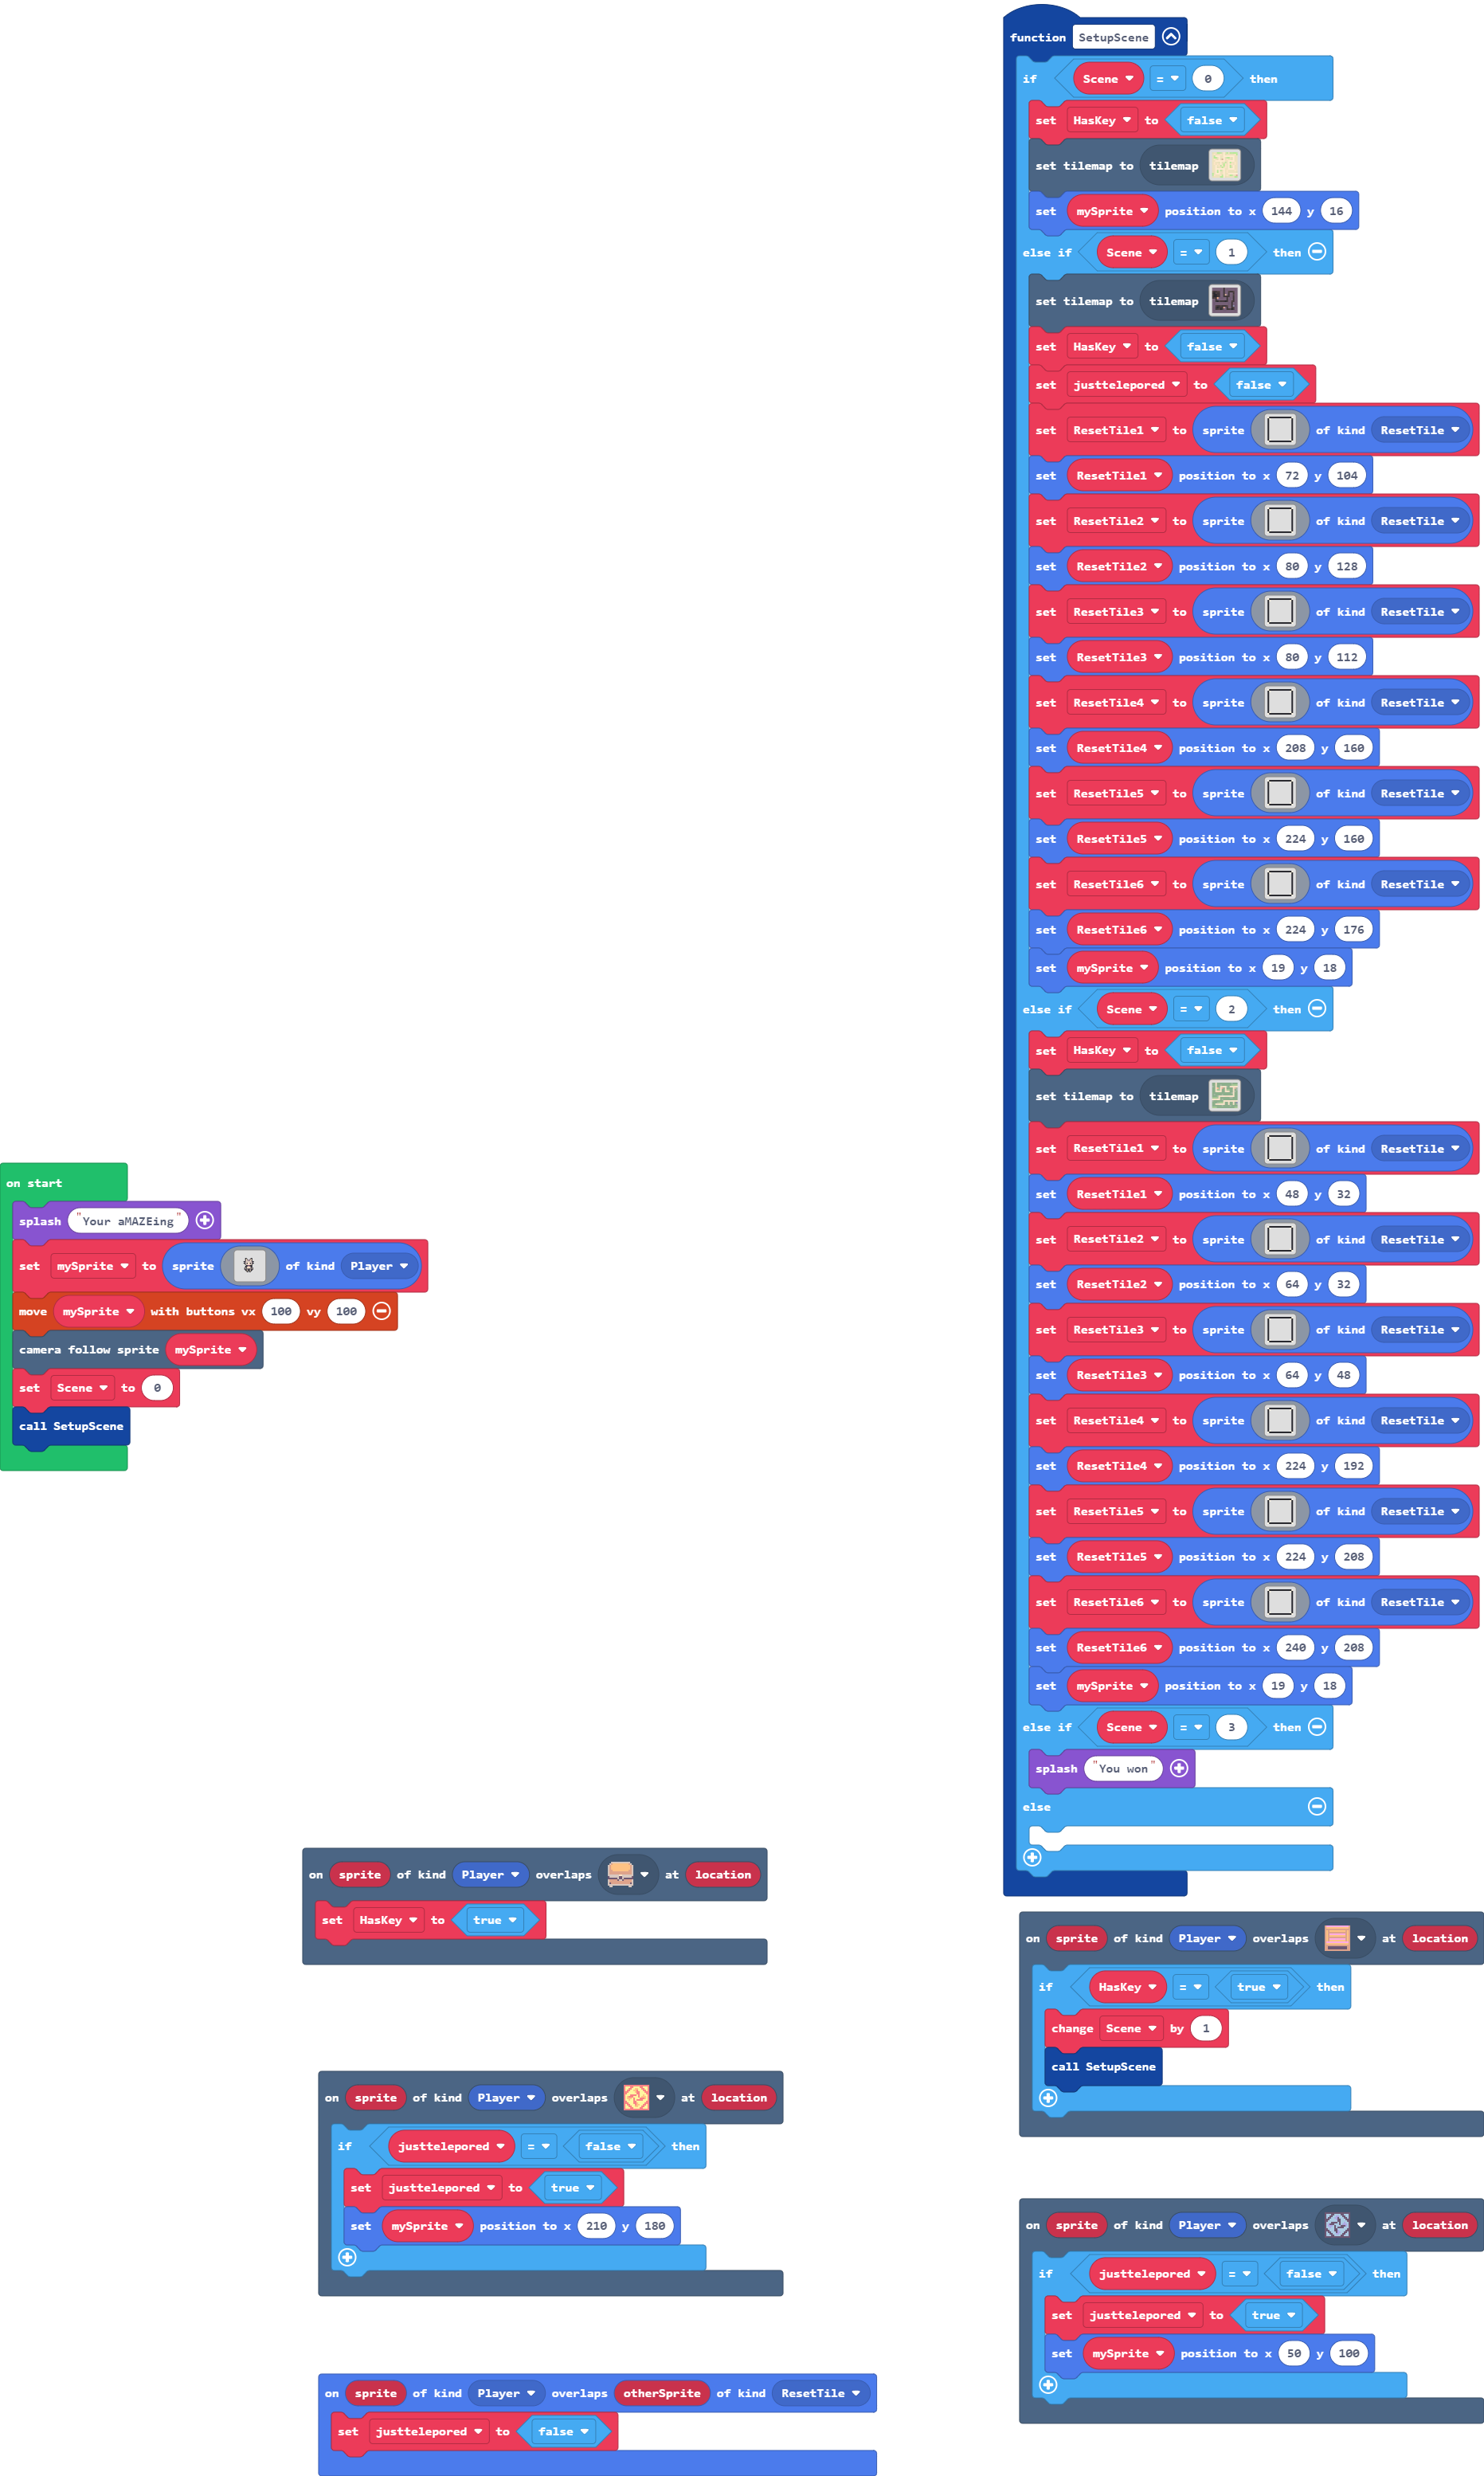 function SetupScene
if Scene = 0 then
set HasKey to false
set tilemap to tilemap
set mySprite position to x 144 y 16
else if Scene = 1 then
set tilemap to tilemap
set HasKey to false
set justtelepored to false
set ResetTile1 to sprite of kind ResetTile
set ResetTile1 position to x 72 y 104
set ResetTile2 to sprite of kind ResetTile
set ResetTile2 position to x 80 y 128
set ResetTile3 to sprite of kind ResetTile
set ResetTile3 position to x 80 y 112
set ResetTile4 to sprite of kind ResetTile
set ResetTile4 position to x 208 y 160
set ResetTile5 to sprite of kind ResetTile
set ResetTile5 position to x 224 y 160
set ResetTile6 to sprite of kind ResetTile
set ResetTile6 position to x 224 y 176
set mySprite position to x 19 y 18
else if Scene = 2 then
set HasKey to false
set tilemap to tilemap
set ResetTile1 to sprite of kind ResetTile
set ResetTile1 position to x 48 y 32
set ResetTile2 to sprite of kind ResetTile
set ResetTile2 position to x 64 y 32
set ResetTile3 to sprite of kind ResetTile
set ResetTile3 position to x 64 y 48
set ResetTile4 to sprite of kind ResetTile
set ResetTile4 position to x 224 y 192
set ResetTile5 to sprite of kind ResetTile
set ResetTile5 position to x 224 y 208
set ResetTile6 to sprite of kind ResetTile
set ResetTile6 position to x 240 y 208
set mySprite position to x 19 y 18
else if Scene = 3 then
splash "You won"
else
on start
splash "Your aMAZEing"
set mySprite to sprite of kind Player
move mySprite with buttons vx 100 vy 100
camera follow sprite mySprite
set Scene to 0
call SetupScene
on sprite of kind Player overlaps at location
set HasKey to true
on sprite of kind Player overlaps at location
if HasKey = true then
change Scene by 1
call SetupScene
on sprite of kind Player overlaps at location
if justtelepored = false then
set justtelepored to true
set mySprite position to x 210 y 180
on sprite of kind Player overlaps at location
if justtelepored = false then
set justtelepored to true
set mySprite position to x 50 y 100
on sprite of kind Player overlaps otherSprite of kind ResetTile
set justtelepored to false